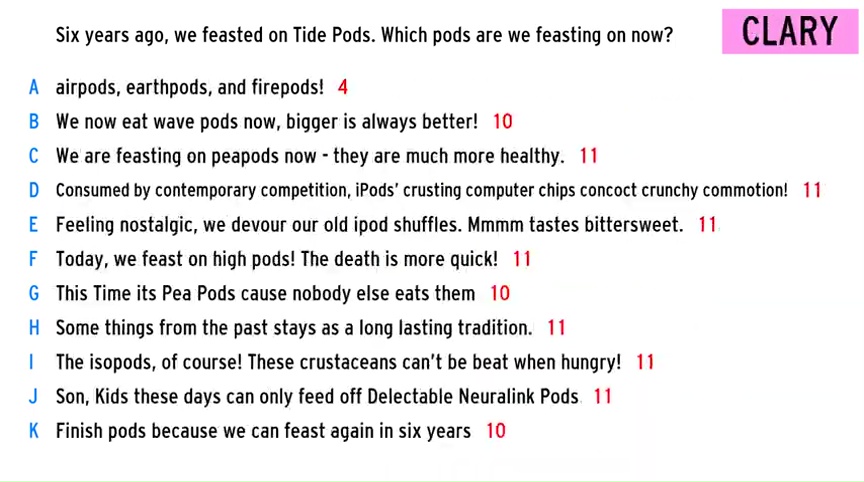 Six years ago, we feasted on Tide Pods. Which pods are we feasting on now?
CLARY
A airpods, earthpods, and firepods! 4
B We now eat wave pods now, bigger is always better! 10
C We are feasting on peapods now - they are much more healthy. 11
D Consumed by contemporary competition, iPods' crusting computer chips concoct crunchy commotion! 11
E Feeling nostalgic, we devour our old ipod shuffles. Mmmm tastes bittersweet. 11
F Today, we feast on high pods! The death is more quick! 11
G This Time its Pea Pods cause nobody else eats them 10
H Some things from the past stays as a long lasting tradition. 11
I The isopods, of course! These crustaceans can't be beat when hungry! 11
J Son, Kids these days can only feed off Delectable Neuralink Pods 11
K Finish pods because we can feast again in six years 10